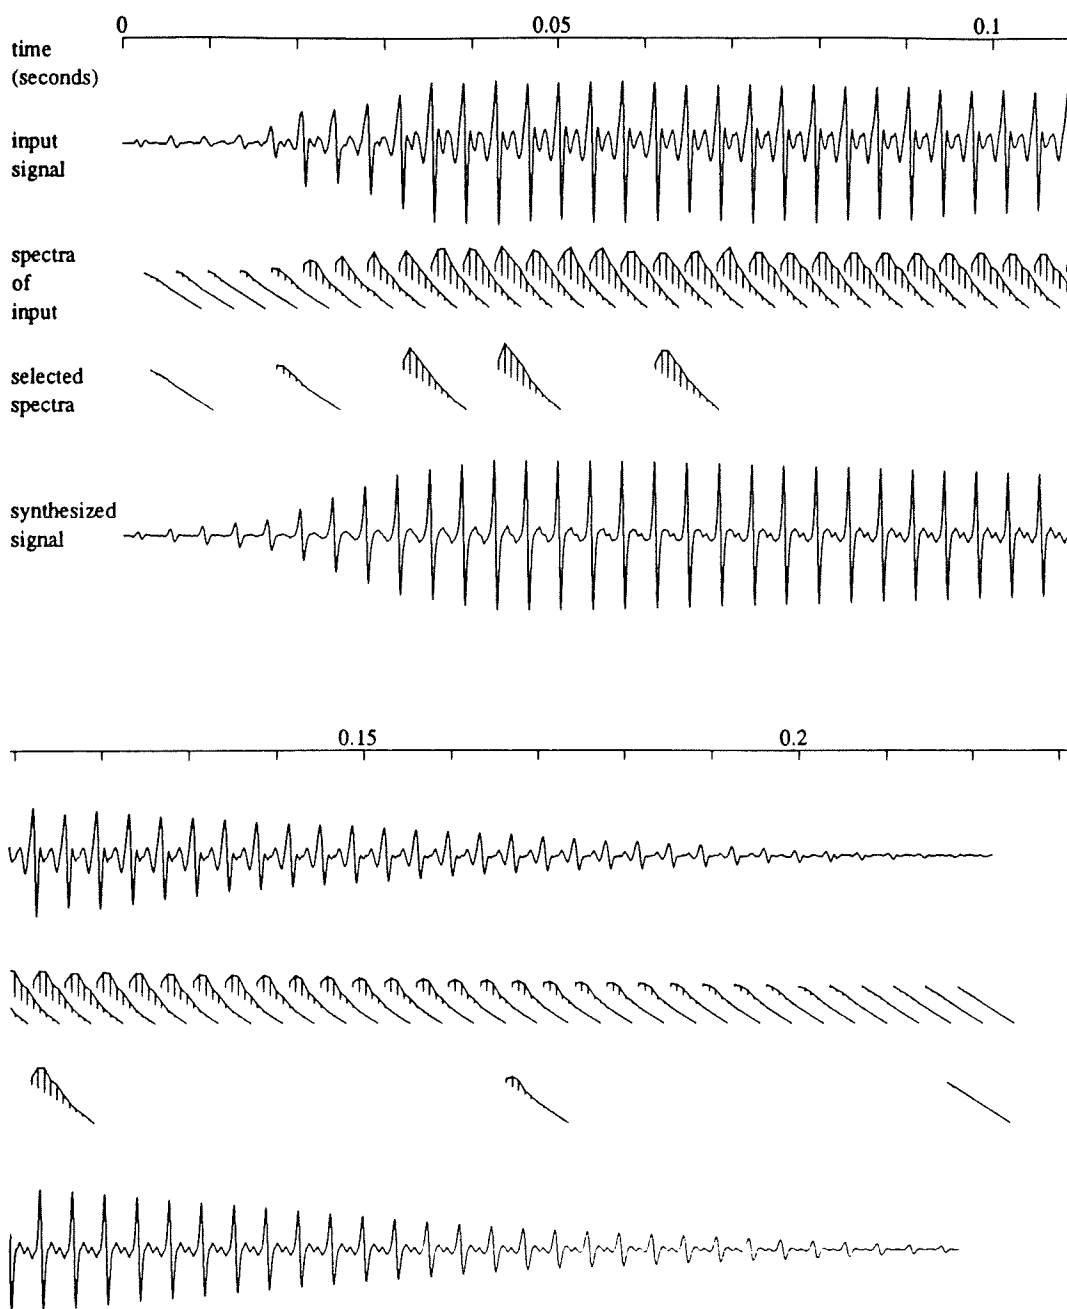 0 0.05 0.1
time
(seconds)
input
signal
spectra
of
input
selected
spectra
synthesized
signal
0.15 0.2